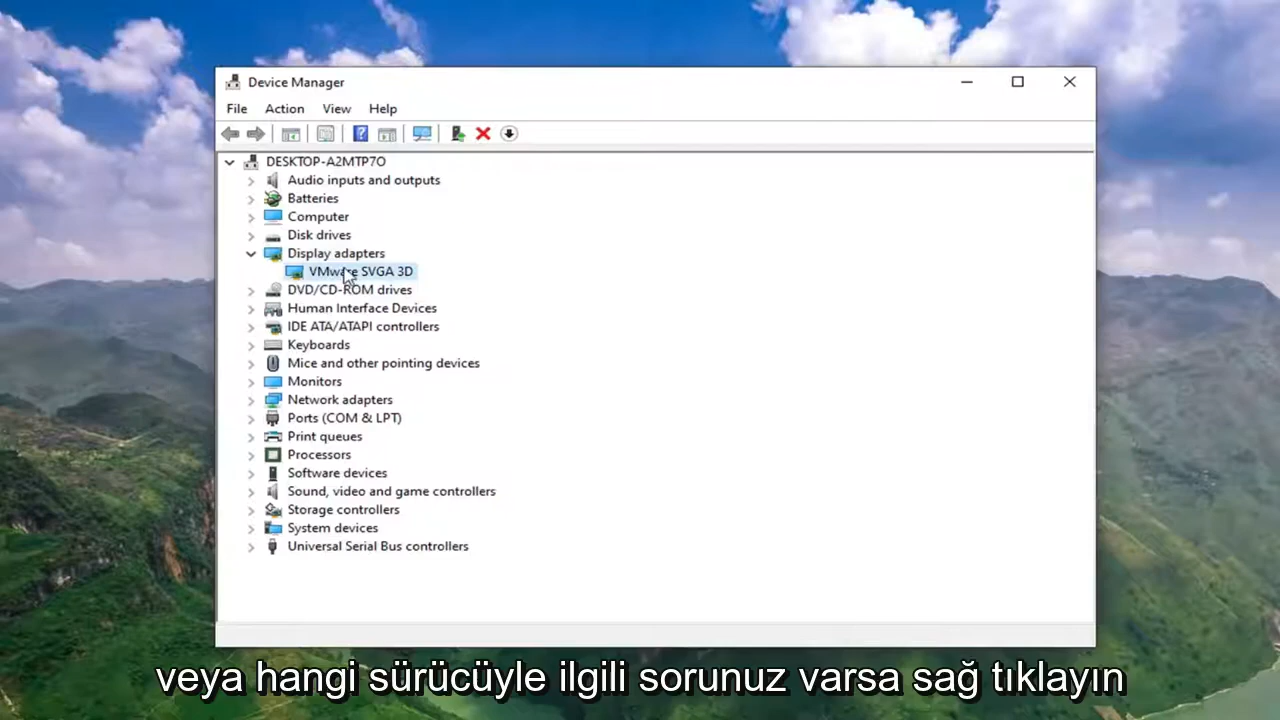 Device Manager
File Action View Help
DESKTOP-A2MTP7O
Audio inputs and outputs
Batteries
Computer
Disk drives
Display adapters
VMware SVGA 3D
DVD/CD-ROM drives
Human Interface Devices
IDE ATA/ATAPI controllers
Keyboards
Mice and other pointing devices
Monitors
Network adapters
Ports (COM & LPT)
Print queues
Processors
Software devices
Sound, video and game controllers
Storage controllers
System devices
Universal Serial Bus controllers
veya hangi sürücüyle ilgili sorunuz varsa sağ tıklayın